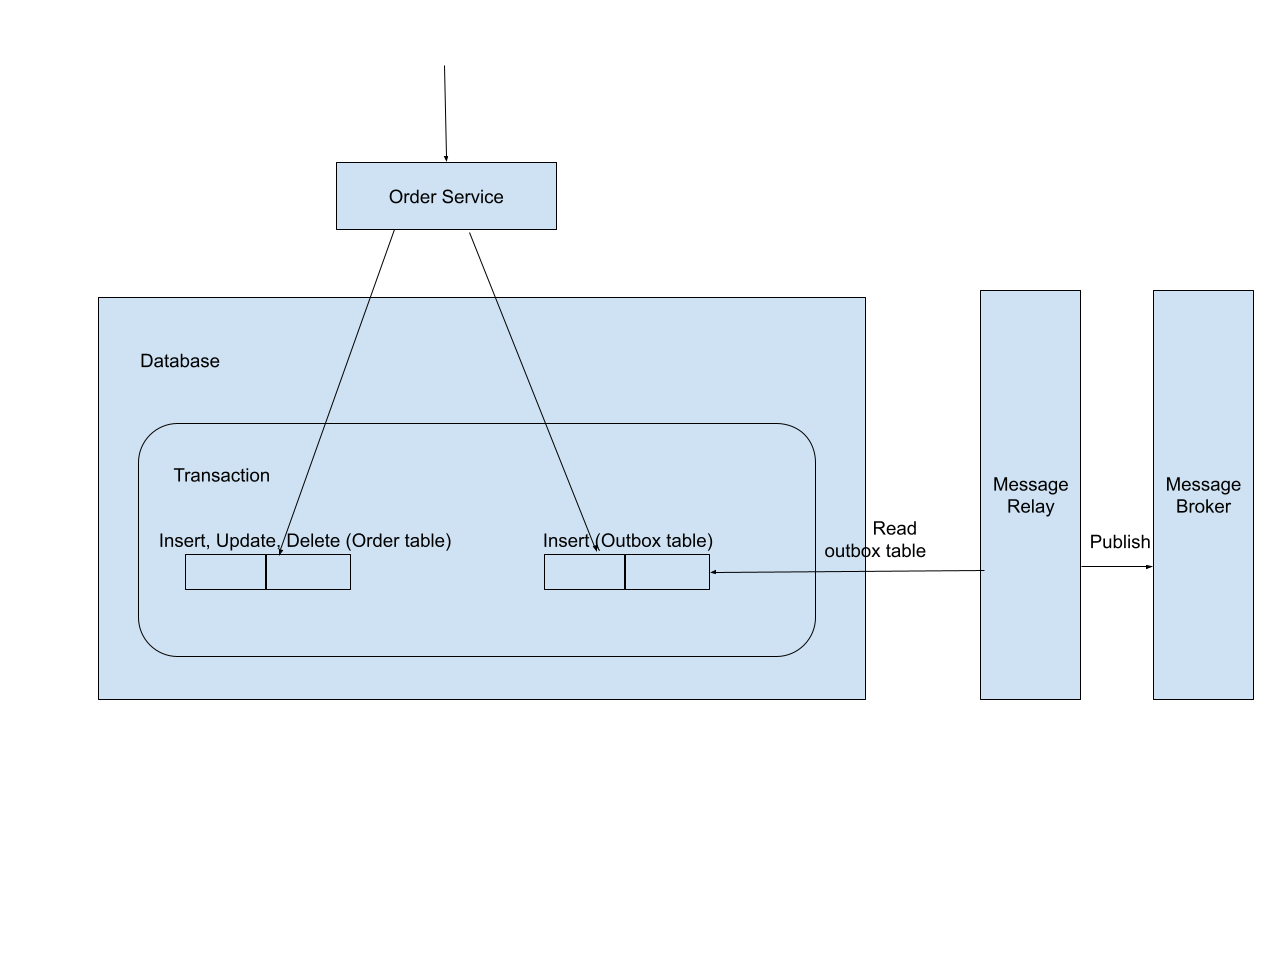 Order Service
Database
Transaction
Insert, Update, Delete (Order table)
Insert (Outbox table)
Read
outbox table
Message
Relay
Publish
Message
Broker